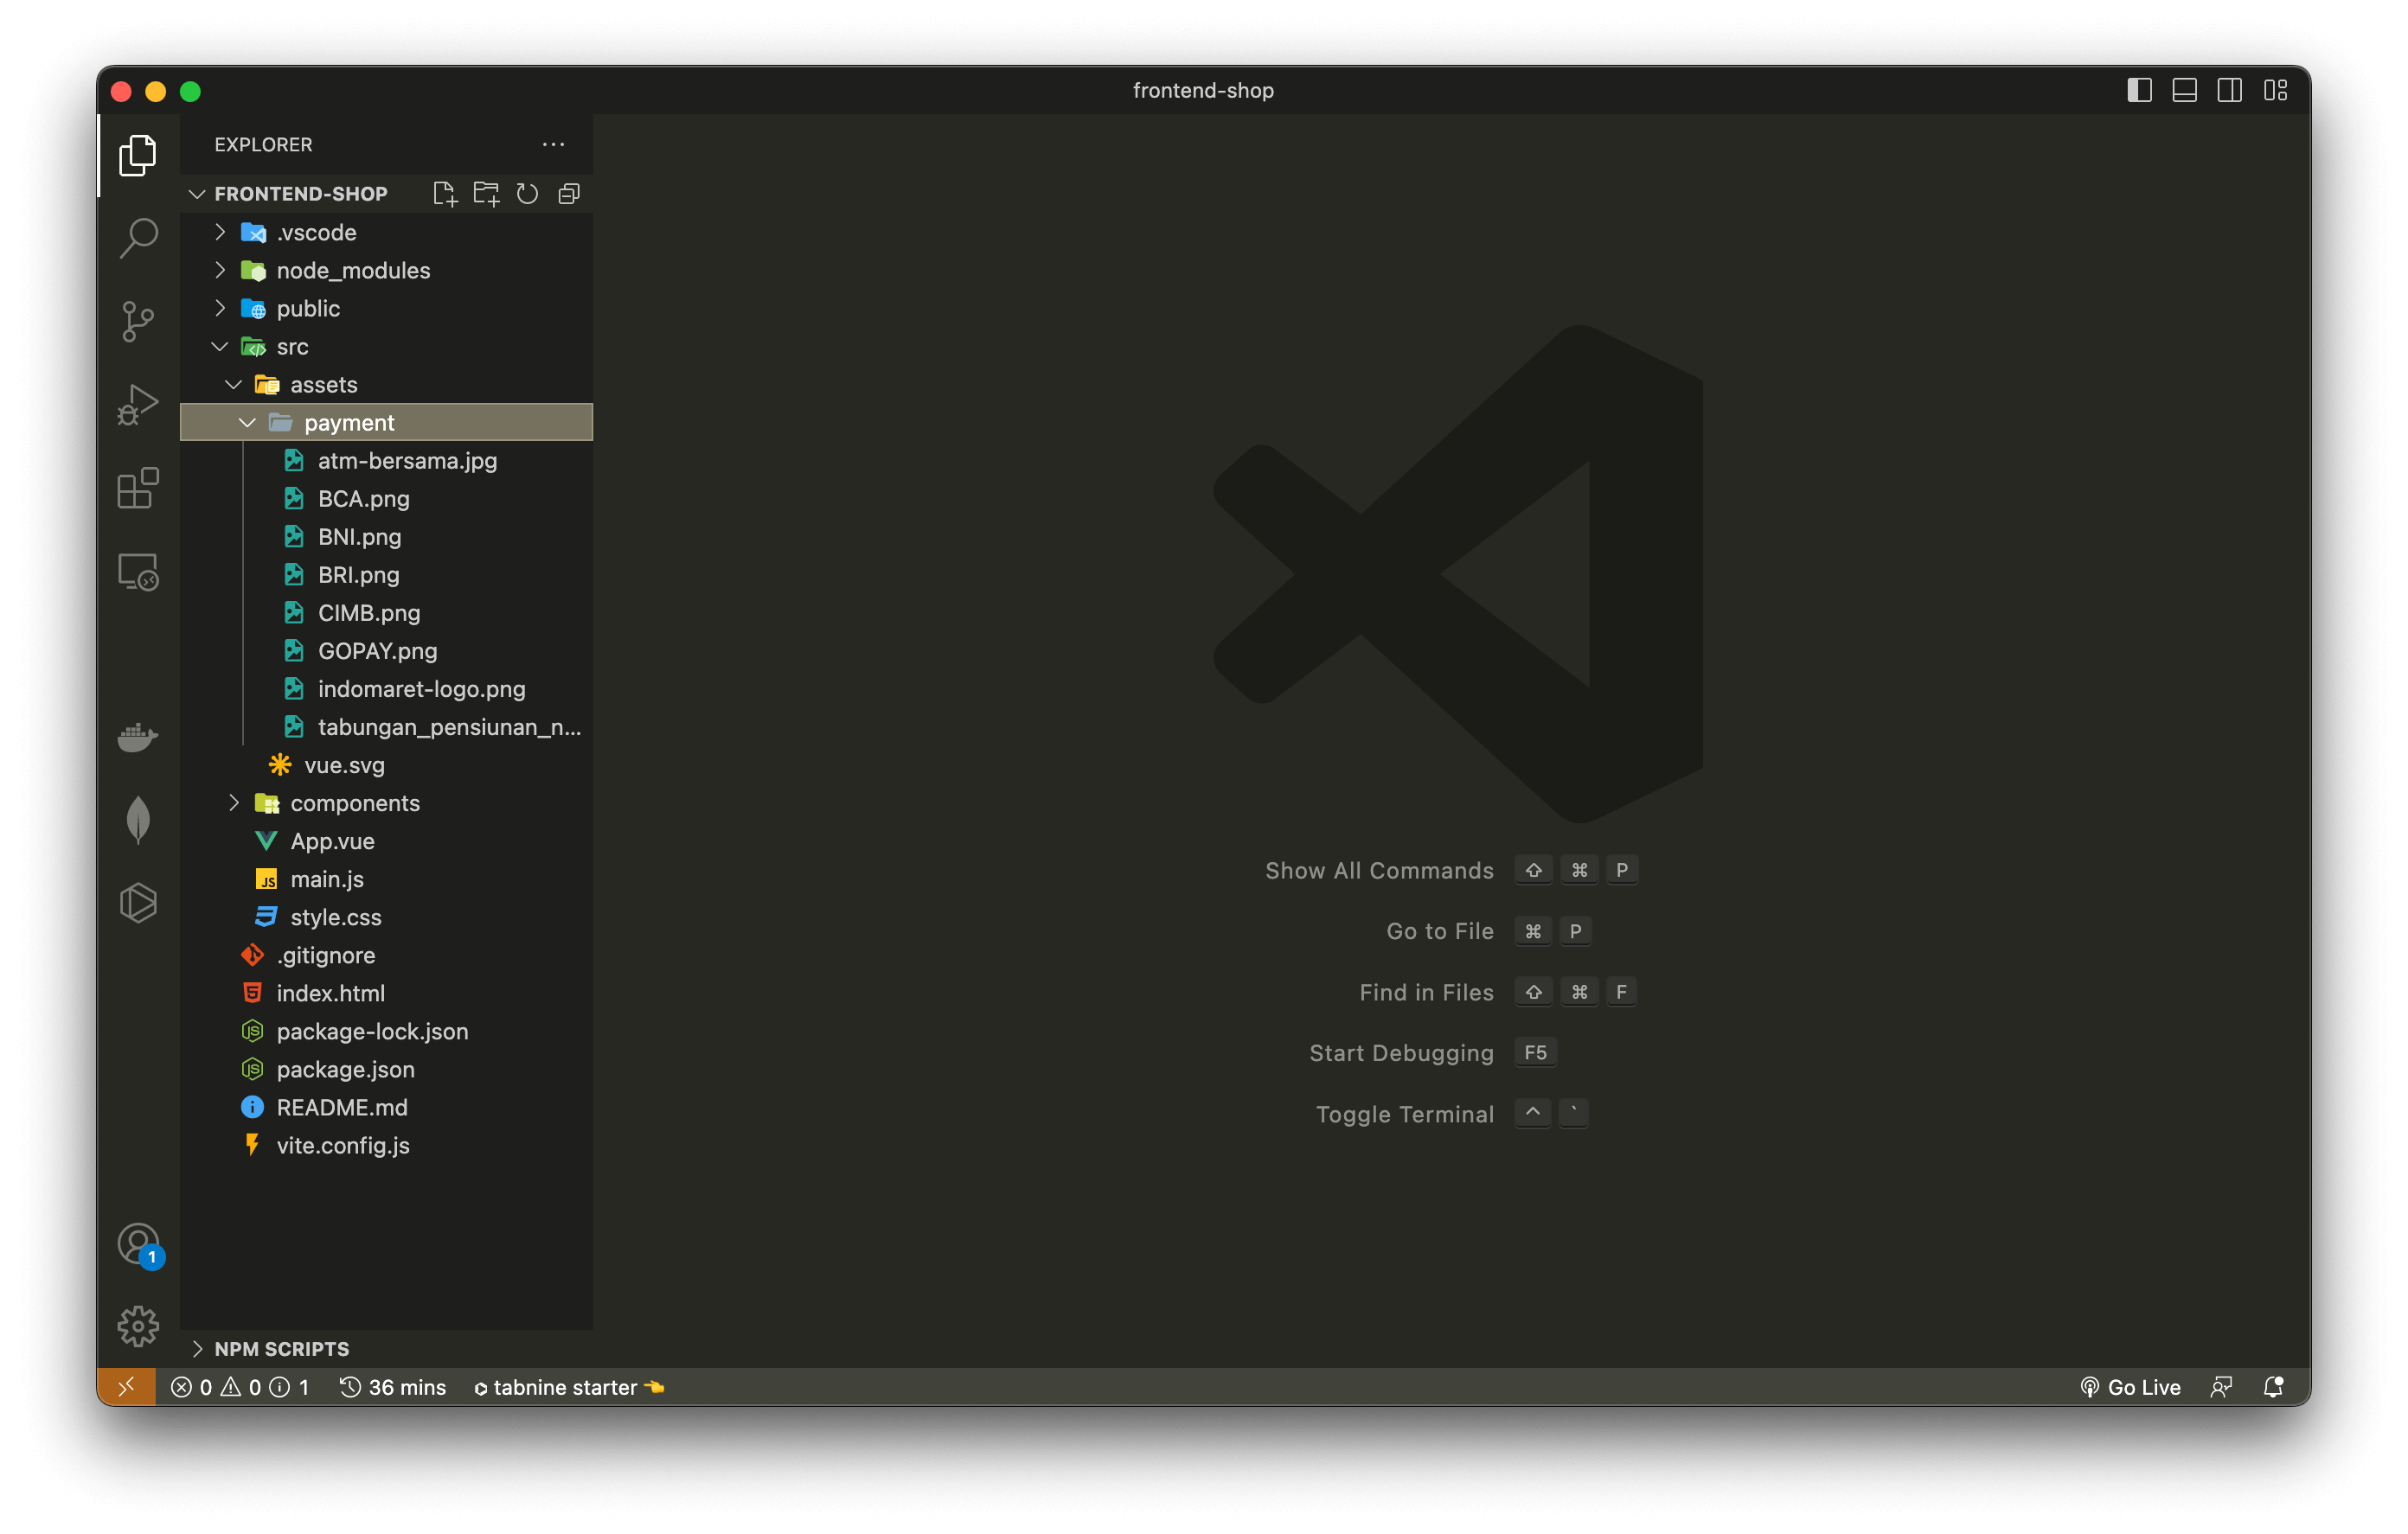 frontend-shop
EXPLORER
FRONTEND-SHOP
.vscode
node_modules
public
src
assets
payment
atm-bersama.jpg
BCA.png
BNI.png
BRI.png
CIMB.png
GOPAY.png
indomaret-logo.png
tabungan_pensiunan_n...
vue.svg
components
App.vue
main.js
style.css
.gitignore
index.html
package-lock.json
package.json
README.md
vite.config.js
NPM SCRIPTS
Show All Commands ⇧ ⌘ P
Go to File ⌘ P
Find in Files ⇧ ⌘ F
Start Debugging F5
Toggle Terminal ^ `
1
0 0 1 36 mins tabnine starter 👈 Go Live